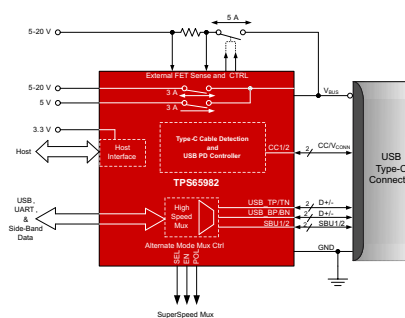 5 A
5-20 V
External FET Sense and CTRL
5-20 V
3 A
5 V
3 A
VBUS
3.3 V
Type-C Cable Detection
and
USB PD Controller
CC1/2
2
CC/VCONN
Host
Host
Interface
USB
Type-C
Connect
TPS65982
USB,
UART,
&
Side-Band
Data
High
Speed
Mux
USB_TP/TN
2
D+/-
USB_BP/BN
2
D+/-
SBU1/2
2
SBU1/2
Alternate Mode Mux Ctrl
GND
SEL
EN
POL
SuperSpeed Mux